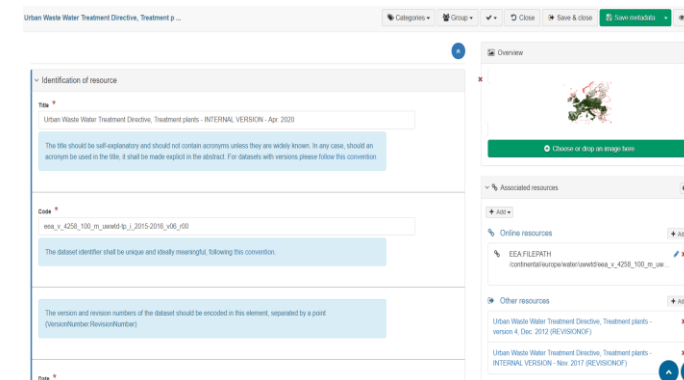 Urban Waste Water Treatment Directive, Treatment p ...
Categories
Group
Close
Save & close
Save metadata
Identification of resource
Title *
Urban Waste Water Treatment Directive, Treatment plants - INTERNAL VERSION - Apr. 2020
The title should be self-explanatory and should not contain acronyms unless they are widely known. In any case, should an
acronym be used in the title, it shall be made explicit in the abstract. For datasets with versions please follow this convention.
Code *
eea_v_4258_100_m_uwwtd-tp_i_2015-2016_v06_r00
The dataset identifier shall be unique and ideally meaningful, following this convention.
The version and revision numbers of the dataset should be encoded in this element, separated by a point
(VersionNumber.RevisionNumber)
Date *
Overview
Choose or drop an image here
Associated resources
+ Add
Online resources
+ Ad
EEA:FILEPATH
/continental/europe/water/uwwtd/eea_v_4258_100_m_uw...
Other resources
+ Ad
Urban Waste Water Treatment Directive, Treatment plants -
version 4, Dec. 2012 (REVISIONOF)
Urban Waste Water Treatment Directive, Treatment plants -
INTERNAL VERSION - Nov. 2017 (REVISIONOF)